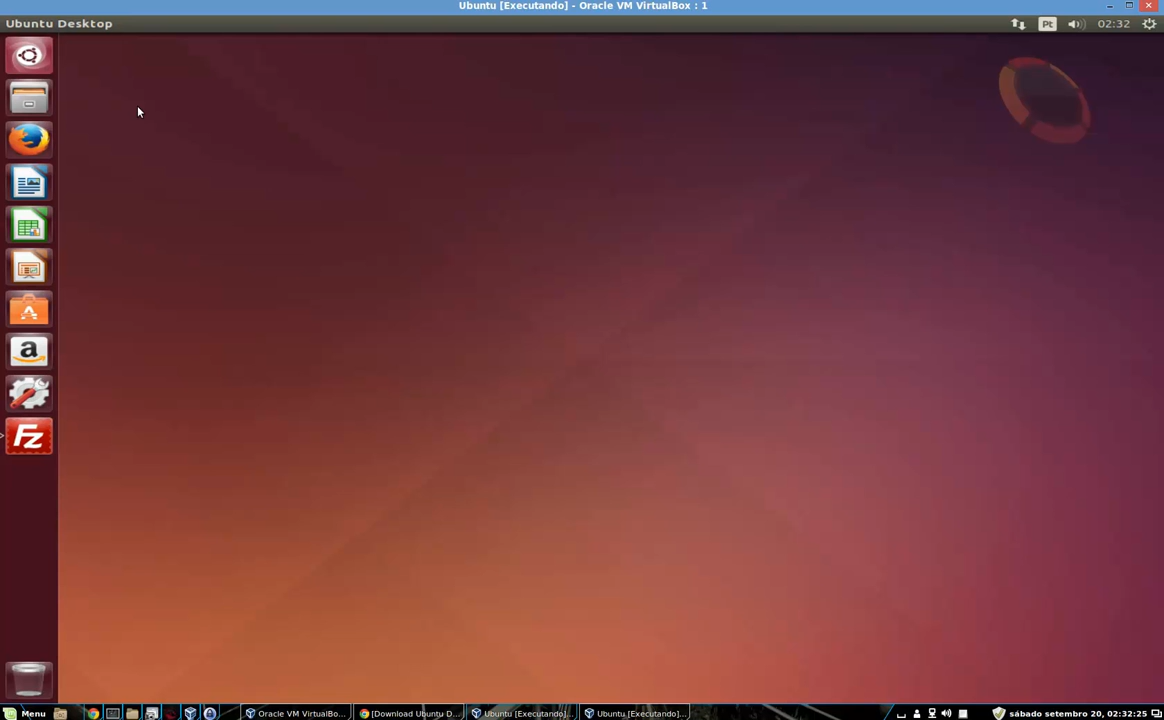 Ubuntu [Executando] - Oracle VM VirtualBox : 1
Ubuntu Desktop
Pt
02:32
a
Fz
Menu
Oracle VM VirtualBo...
[Download Ubuntu D...
Ubuntu [Executando]...
Ubuntu [Executando]...
sábado setembro 20, 02:32:25